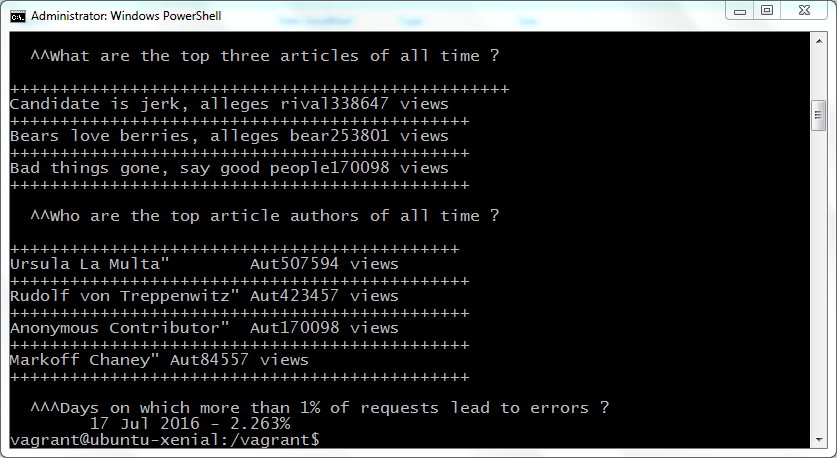 Administrator: Windows PowerShell
^^What are the top three articles of all time ?
++++++++++++++++++++++++++++++++++++++++++++++++++
Candidate is jerk, alleges rival338647 views
++++++++++++++++++++++++++++++++++++++++++++++
Bears love berries, alleges bear253801 views
++++++++++++++++++++++++++++++++++++++++++++++
Bad things gone, say good people170098 views
++++++++++++++++++++++++++++++++++++++++++++++
^^Who are the top article authors of all time ?
+++++++++++++++++++++++++++++++++++++++++++++
Ursula La Multa"        Aut507594 views
++++++++++++++++++++++++++++++++++++++++++++++
Rudolf von Treppenwitz" Aut423457 views
++++++++++++++++++++++++++++++++++++++++++++++
Anonymous Contributor"  Aut170098 views
++++++++++++++++++++++++++++++++++++++++++++++
Markoff Chaney" Aut84557 views
++++++++++++++++++++++++++++++++++++++++++++++
^^^Days on which more than 1% of requests lead to errors ?
17 Jul 2016 - 2.263%
vagrant@ubuntu-xenial:/vagrant$